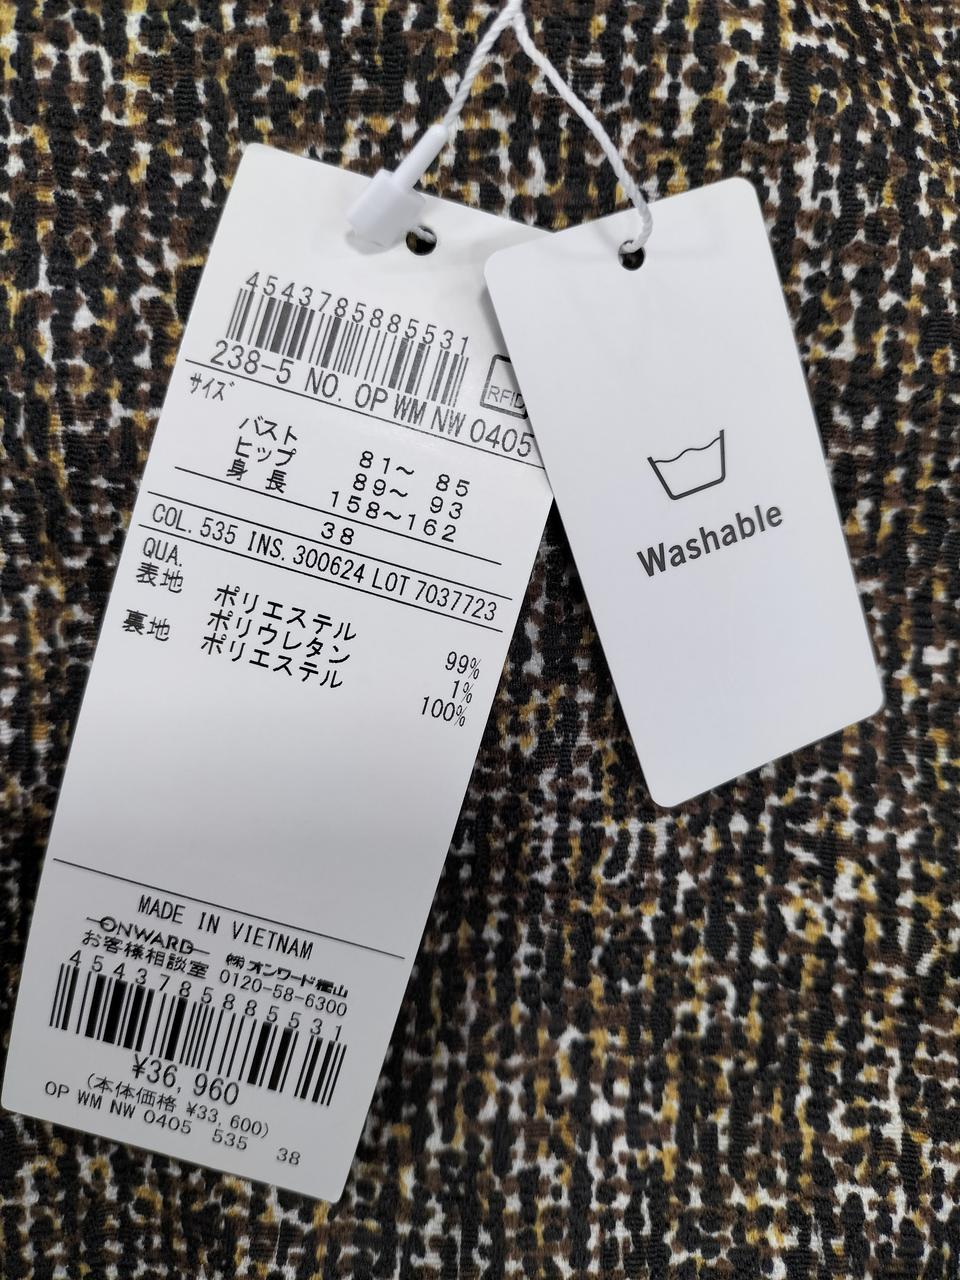 4543785885531
238-5 NO. OP WM NW 0405
RFID
サイズ
バスト 81～ 85
ヒップ 89～ 93
身長 158～162
38
COL. 535 INS. 300624 LOT 7037723
QUA.
表地 ポリエステル 99%
ポリウレタン 1%
裏地 ポリエステル 100%
MADE IN VIETNAM
ONWARD ㈱オンワード樫山
お客様相談室 0120-58-6300
4543785885531
¥36,960
(本体価格 ¥33,600)
OP WM NW 0405 535 38
Washable